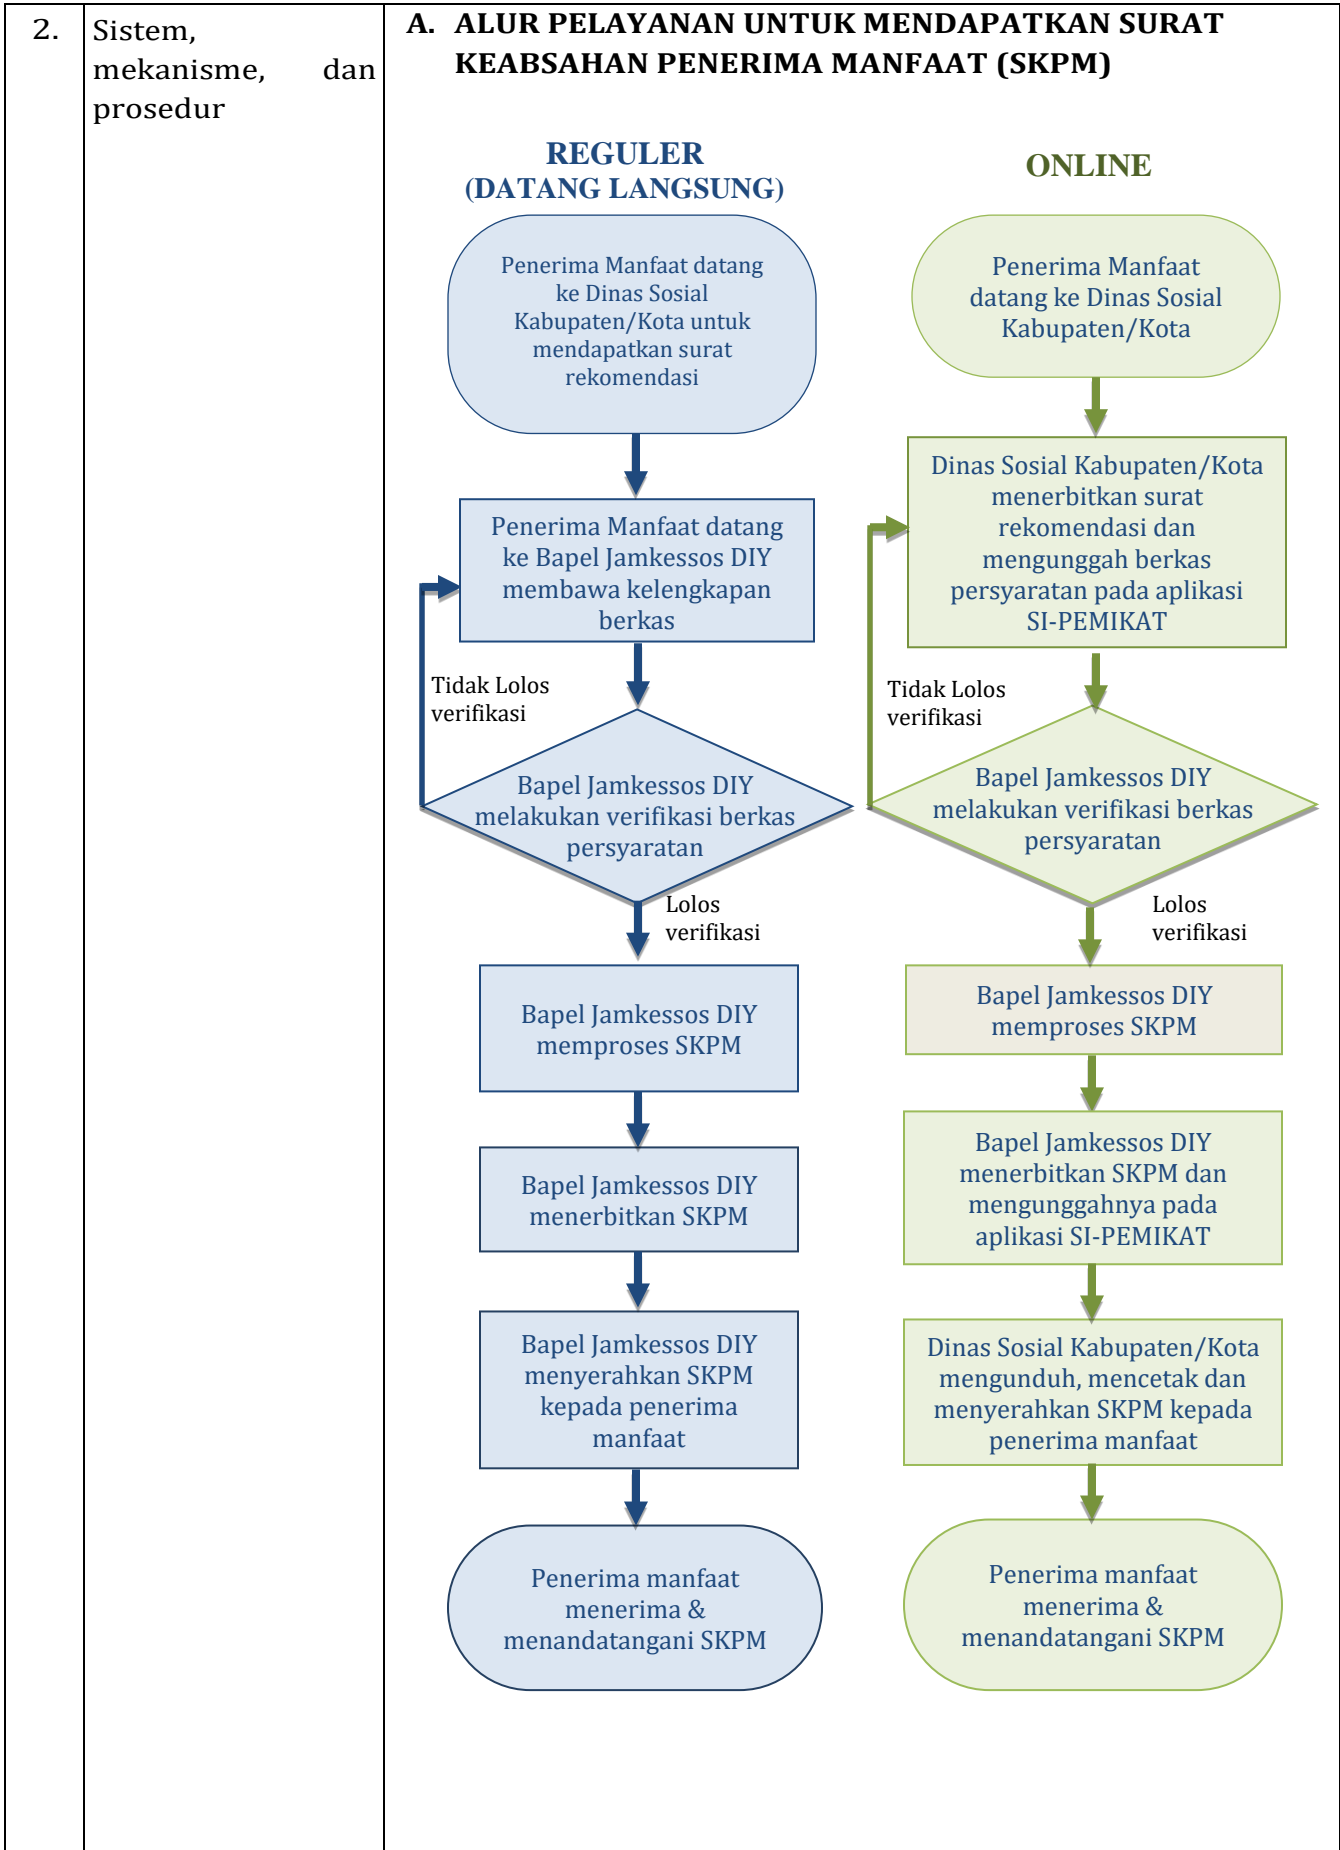 2.
Sistem,
mekanisme, dan
prosedur
A. ALUR PELAYANAN UNTUK MENDAPATKAN SURAT
KEABSAHAN PENERIMA MANFAAT (SKPM)
REGULER
(DATANG LANGSUNG)
Penerima Manfaat datang
ke Dinas Sosial
Kabupaten/Kota untuk
mendapatkan surat
rekomendasi
Penerima Manfaat datang
ke Bapel Jamkessos DIY
membawa kelengkapan
berkas
Tidak Lolos
verifikasi
Bapel Jamkessos DIY
melakukan verifikasi berkas
persyaratan
Lolos
verifikasi
Bapel Jamkessos DIY
memproses SKPM
Bapel Jamkessos DIY
menerbitkan SKPM
Bapel Jamkessos DIY
menyerahkan SKPM
kepada penerima
manfaat
Penerima manfaat
menerima &
menandatangani SKPM
ONLINE
Penerima Manfaat
datang ke Dinas Sosial
Kabupaten/Kota
Dinas Sosial Kabupaten/Kota
menerbitkan surat
rekomendasi dan
mengunggah berkas
persyaratan pada aplikasi
SI-PEMIKAT
Tidak Lolos
verifikasi
Bapel Jamkessos DIY
melakukan verifikasi berkas
persyaratan
Lolos
verifikasi
Bapel Jamkessos DIY
memproses SKPM
Bapel Jamkessos DIY
menerbitkan SKPM dan
mengunggahnya pada
aplikasi SI-PEMIKAT
Dinas Sosial Kabupaten/Kota
mengunduh, mencetak dan
menyerahkan SKPM kepada
penerima manfaat
Penerima manfaat
menerima &
menandatangani SKPM